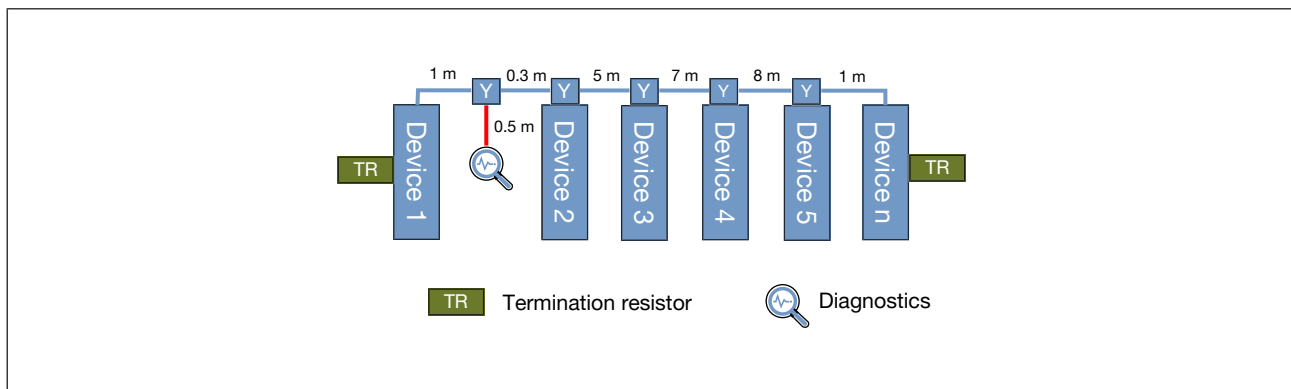 1 m 0.3 m 5 m 7 m 8 m 1 m
Y Y Y Y Y
0.5 m
TR Device 1 Device 2 Device 3 Device 4 Device 5 Device n TR
TR Termination resistor Diagnostics